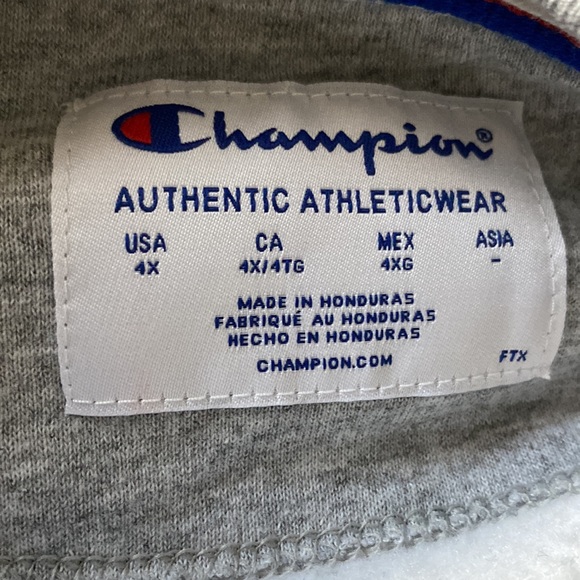 Champion®
AUTHENTIC ATHLETICWEAR
USA CA MEX ASIA
4X 4X/4TG 4XG -
MADE IN HONDURAS
FABRIQUÉ AU HONDURAS
HECHO EN HONDURAS
CHAMPION.COM FTX